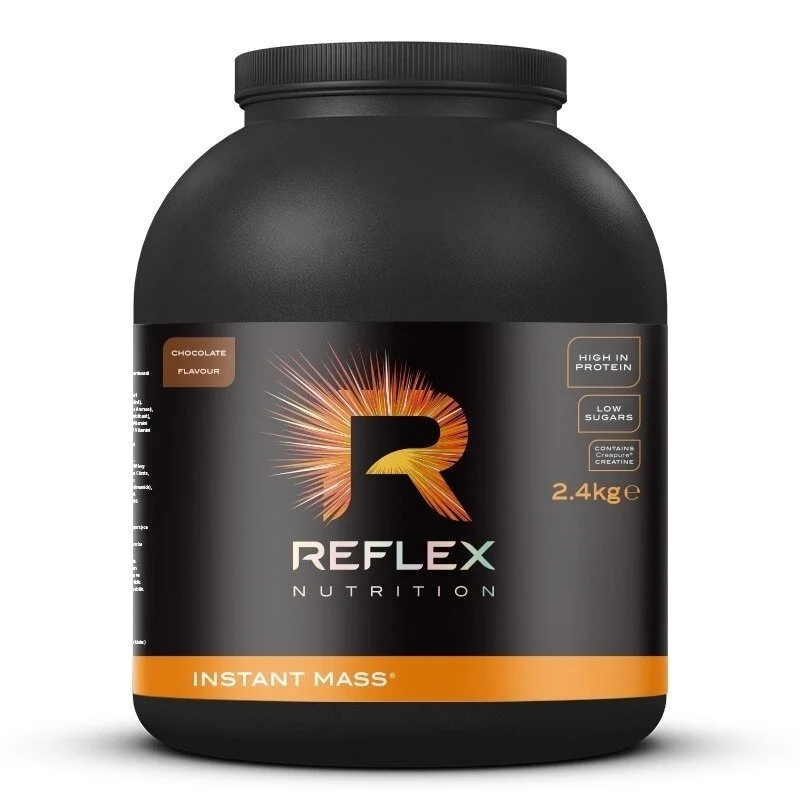 CHOCOLATE
FLAVOUR
HIGH IN
PROTEIN
LOW
SUGARS
CONTAINS
Creapure®
CREATINE
2.4kg℮
R
REFLEX
NUTRITION
INSTANT MASS®